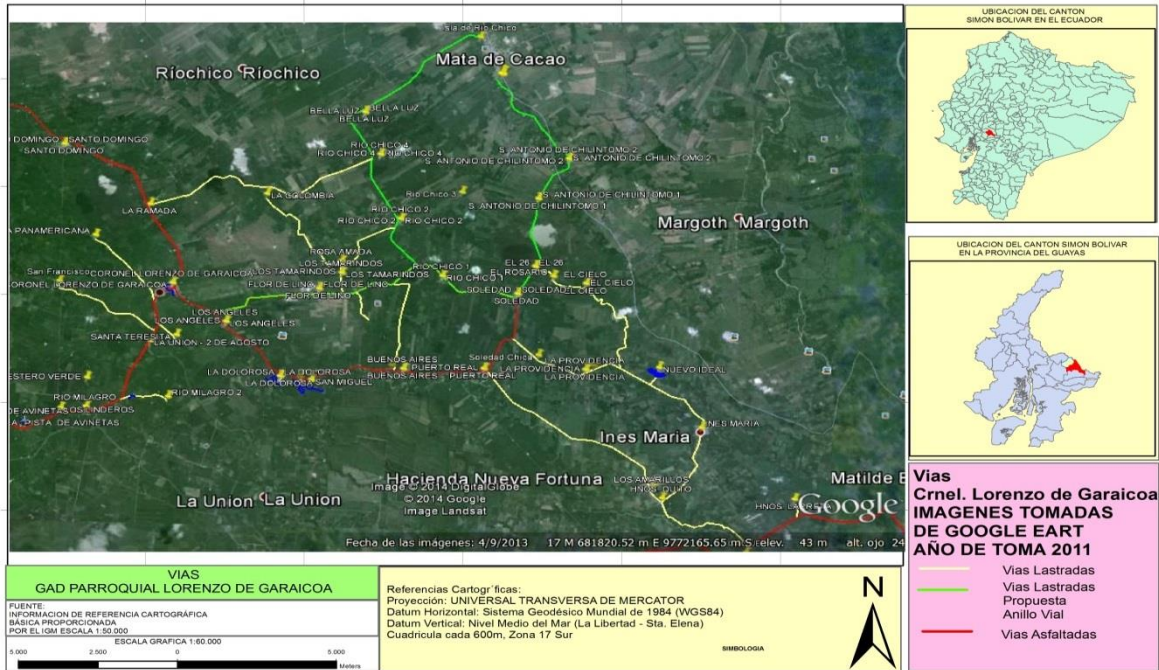 UBICACION DEL CANTON
SIMON BOLIVAR EN EL ECUADOR
Isla de Rio Chico
Mata de Cacao
Ríochico Ríochico
BELLA LUZ BELLA LUZ
BELLA LUZ
SANTO DOMINGO
SANTO DOMINGO
RIO CHICO 4
RIO CHICO 4 RIO CHICO 4
S. ANTONIO DE CHILINTOMO 2
S. ANTONIO DE CHILINTOMO 2
S. ANTONIO DE CHILINTOMO 2
LA COLOMBIA
Rio Chico 3
S. ANTONIO DE CHILINTOMO 1
S. ANTONIO DE CHILINTOMO 1
LA RAMADA
RIO CHICO 2
RIO CHICO 2 RIO CHICO 2
Margoth Margoth
PANAMERICANA
ROSA AMADA
EL 26 EL 26
San Francisco
CORONEL LORENZO DE GARAICOA
LOS TAMARINDOS
LOS TAMARINDOS
LOS TAMARINDOS
RIO CHICO 1
RIO CHICO 1
EL ROSARIO
EL CIELO
EL CIELO
EL CIELO
CORONEL LORENZO DE GARAICOA
FLOR DE LINO FLOR DE LINO
FLOR DE LINO
SOLEDAD SOLEDAD
SOLEDAD
LOS ANGELES
LOS ANGELES LOS ANGELES
SANTA TERESITA
LA UNION - 2 DE AGOSTO
BUENOS AIRES
BUENOS AIRES
PUERTO REAL
PUERTO REAL
Soledad Chica
LA PROVIDENCIA
LA PROVIDENCIA
LA PROVIDENCIA
ESTERO VERDE
LA DOLOROSA LA DOLOROSA
LA DOLOROSA
SAN MIGUEL
NUEVO IDEAL
RIO MILAGRO
RIO MILAGRO 2
DE AVINETAS LOS LINDEROS
PISTA DE AVINETAS
INES MARIA
Ines Maria
Hacienda Nueva Fortuna
LOS AMARILLOS
HNOS. QUITO
Matilde
La Union La Union
HNOS.
Image © 2014 DigitalGlobe
© 2014 Google
Image Landsat
Google
Fecha de las imágenes: 4/9/2013 17 M 681820.52 m E 9772165.65 m S elev. 43 m alt. ojo 24
UBICACION DEL CANTON SIMON BOLIVAR
EN LA PROVINCIA DEL GUAYAS
Vias
Crnel. Lorenzo de Garaicoa
IMAGENES TOMADAS
DE GOOGLE EART
AÑO DE TOMA 2011
Vias Lastradas
Vias Lastradas
Propuesta
Anillo Vial
Vias Asfaltadas
VIAS
GAD PARROQUIAL LORENZO DE GARAICOA
FUENTE:
INFORMACION DE REFERENCIA CARTOGRÁFICA
BÁSICA PROPORCIONADA
POR EL IGM ESCALA 1:50.000
ESCALA GRAFICA 1:60.000
5.000 2.500 0 5.000
Meters
Referencias Cartogr´ficas:
Proyección: UNIVERSAL TRANSVERSA DE MERCATOR
Datum Horizontal: Sistema Geodésico Mundial de 1984 (WGS84)
Datum Vertical: Nivel Medio del Mar (La Libertad - Sta. Elena)
Cuadricula cada 600m, Zona 17 Sur
SIMBOLOGIA
N